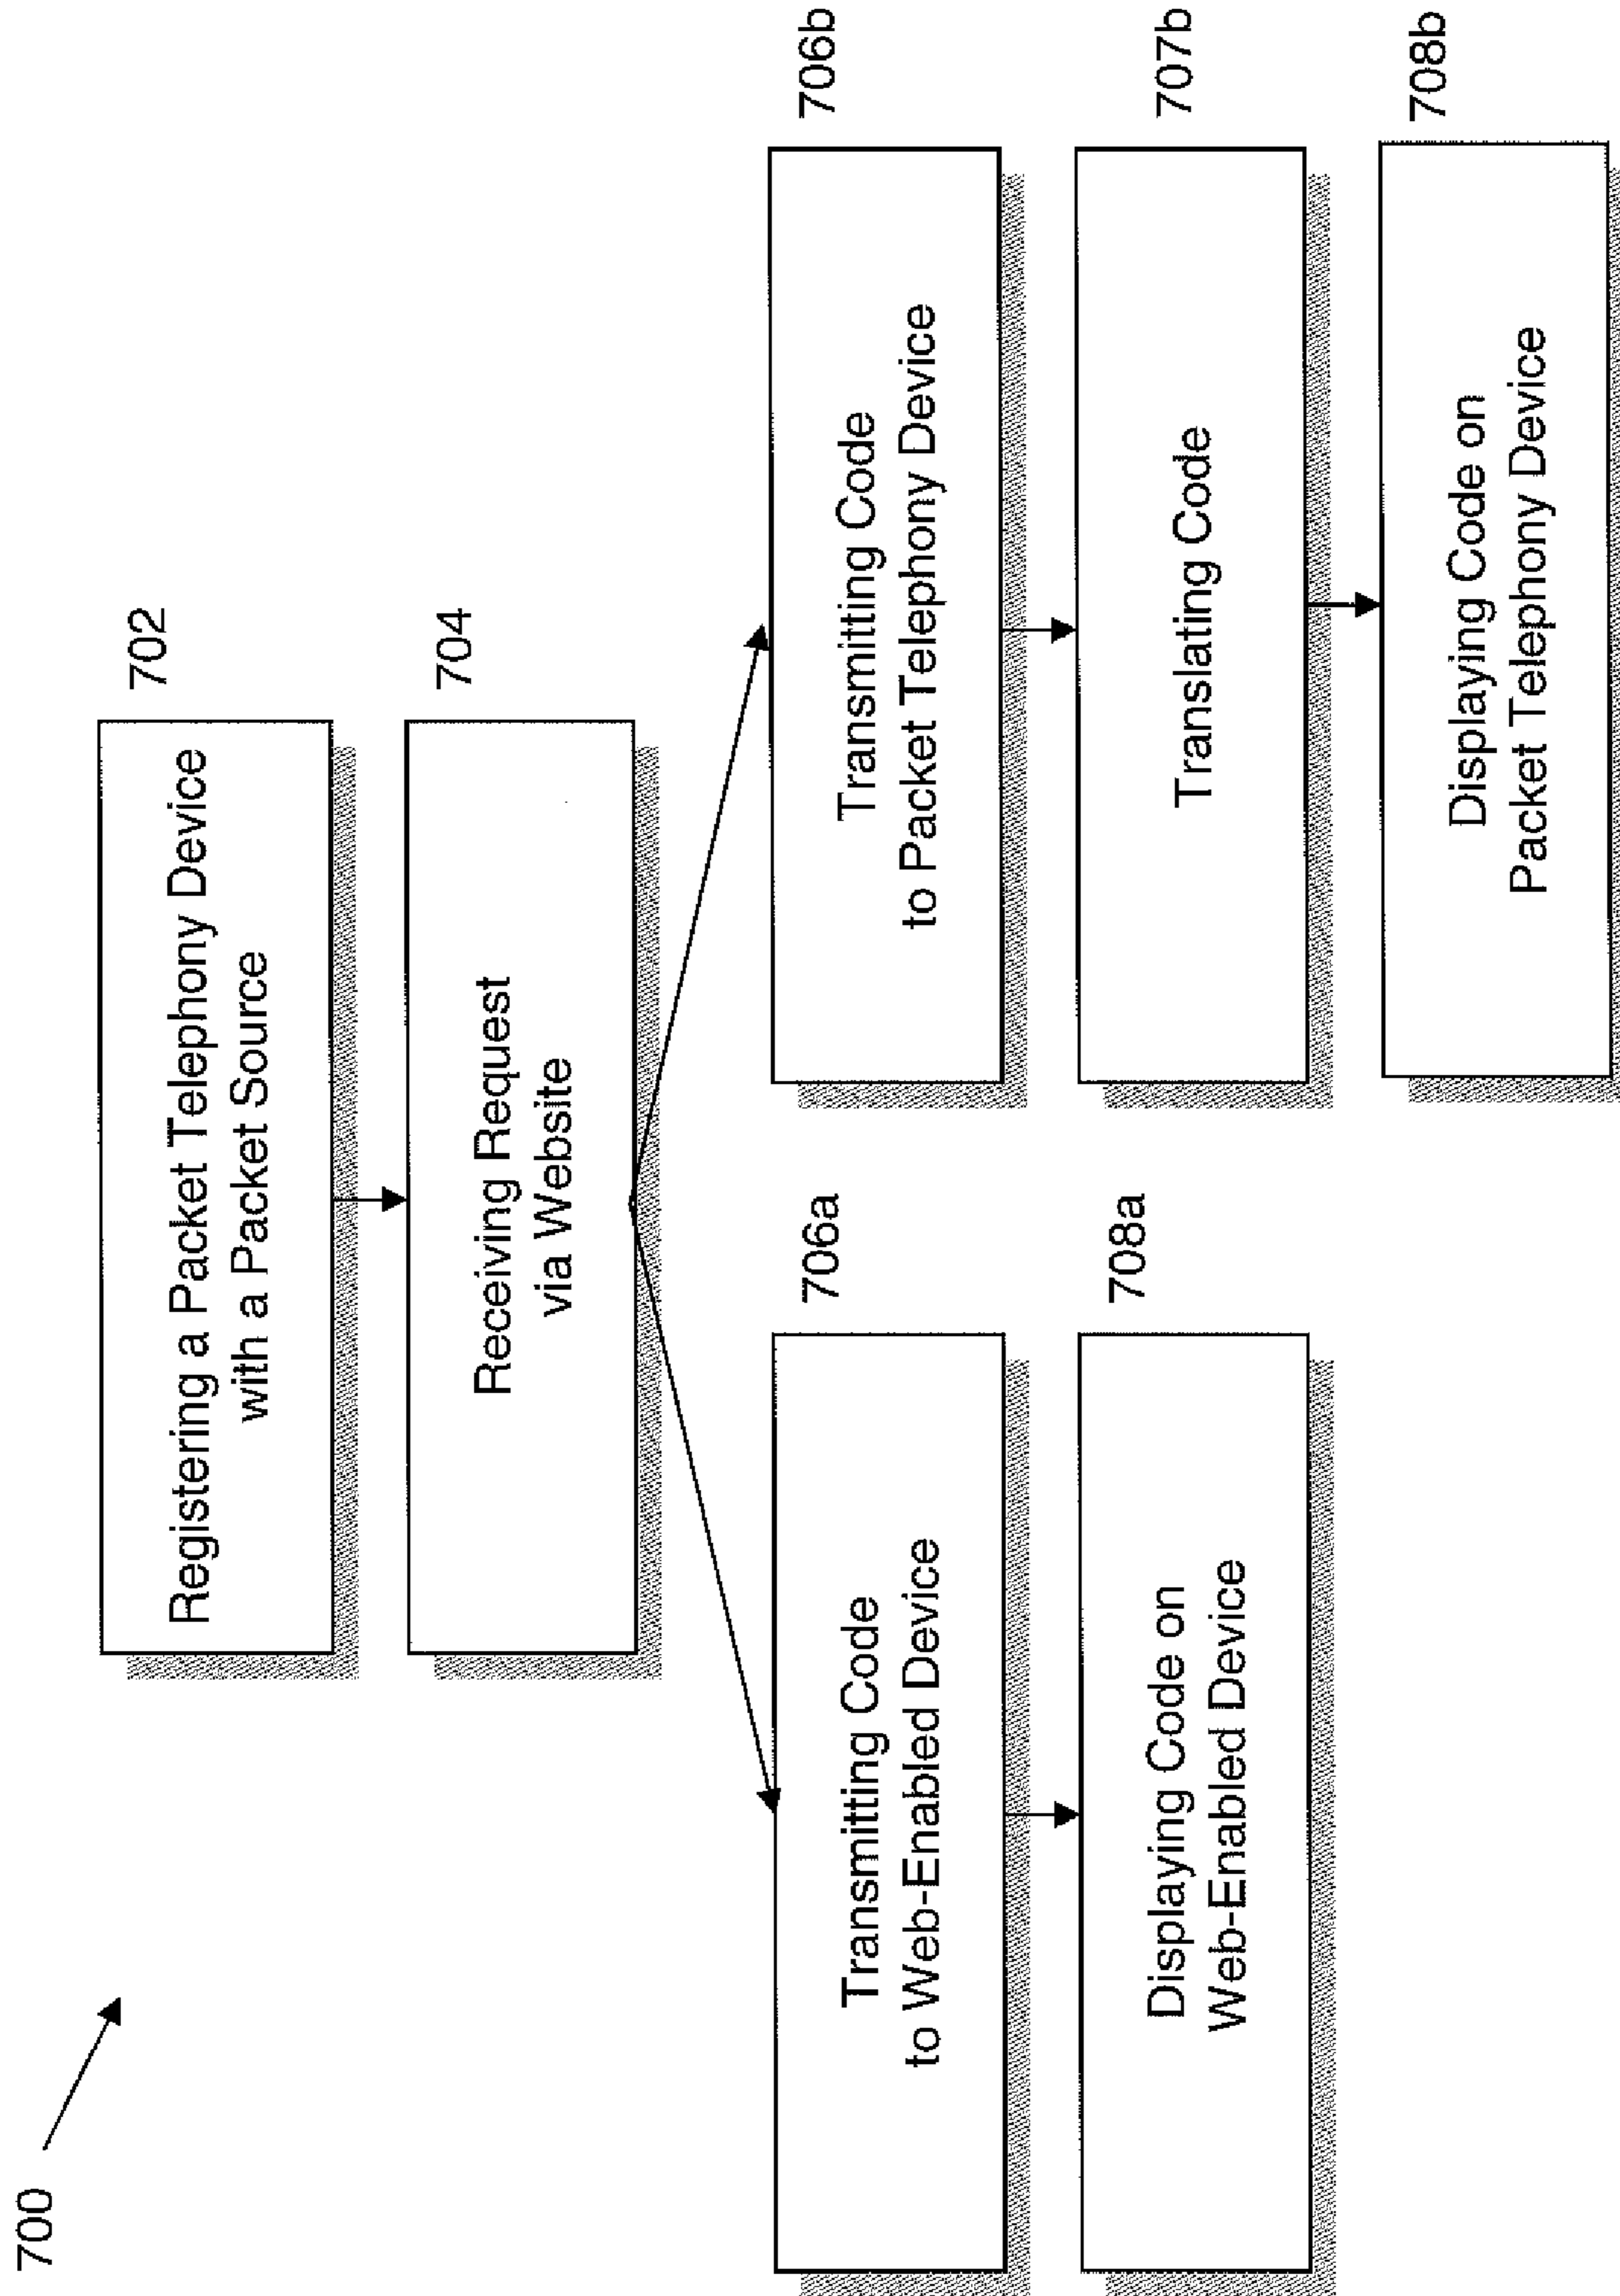 700
702
Registering a Packet Telephony Device
with a Packet Source
704
Receiving Request
via Website
706a
Transmitting Code
to Web-Enabled Device
708a
Displaying Code on
Web-Enabled Device
706b
Transmitting Code
to Packet Telephony Device
707b
Translating Code
708b
Displaying Code on
Packet Telephony Device